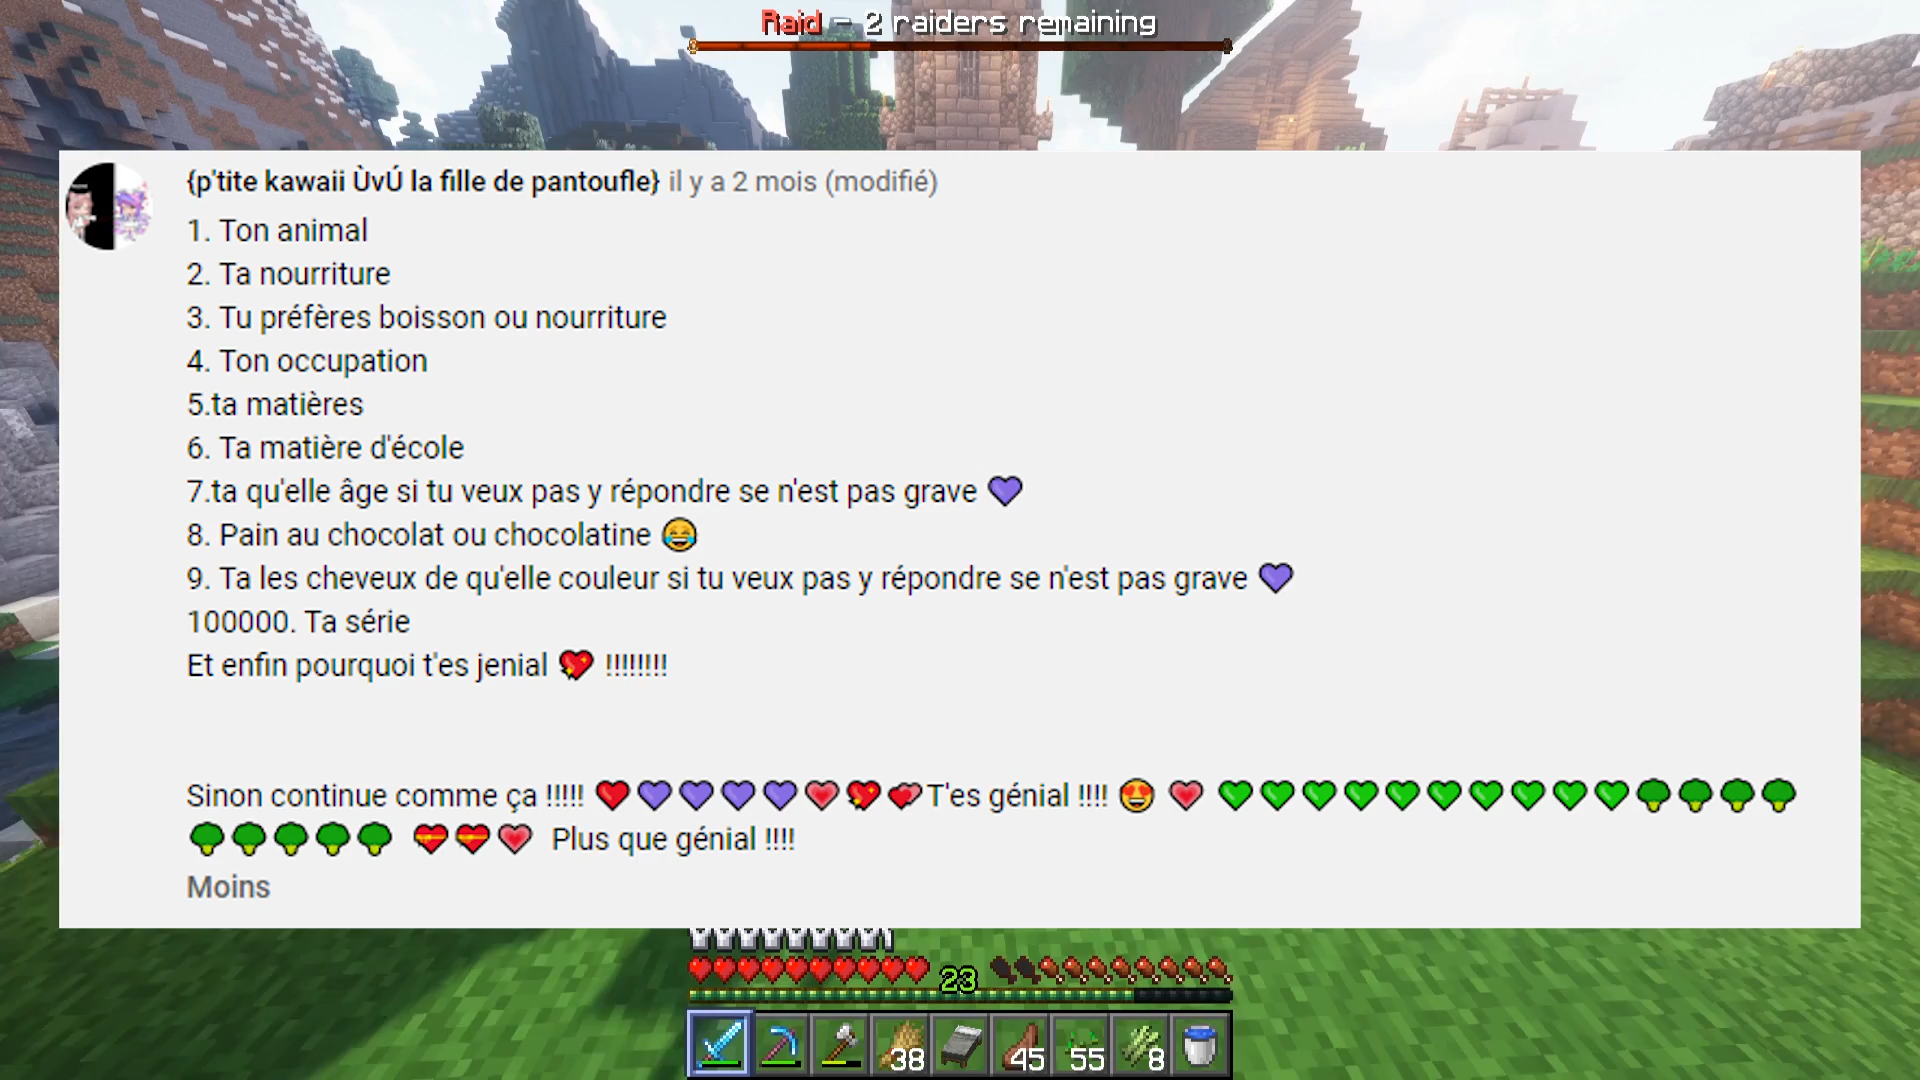 Raid - 2 raiders remaining
{p'tite kawaii ÙvÚ la fille de pantoufle} il y a 2 mois (modifié)
1. Ton animal
2. Ta nourriture
3. Tu préfères boisson ou nourriture
4. Ton occupation
5.ta matières
6. Ta matière d'école
7.ta qu'elle âge si tu veux pas y répondre se n'est pas grave 💜
8. Pain au chocolat ou chocolatine 😂
9. Ta les cheveux de qu'elle couleur si tu veux pas y répondre se n'est pas grave 💜
100000. Ta série
Et enfin pourquoi t'es jenial 💖 !!!!!!!!
Sinon continue comme ça !!!!! ❤️💜💜💜💜💗💖💕T'es génial !!!! 😍 💗 💚💚💚💚💚💚💚💚💚💚🥦🥦🥦🥦
🥦🥦🥦🥦🥦 💝💝💗 Plus que génial !!!!
Moins
23
38 45 55 8